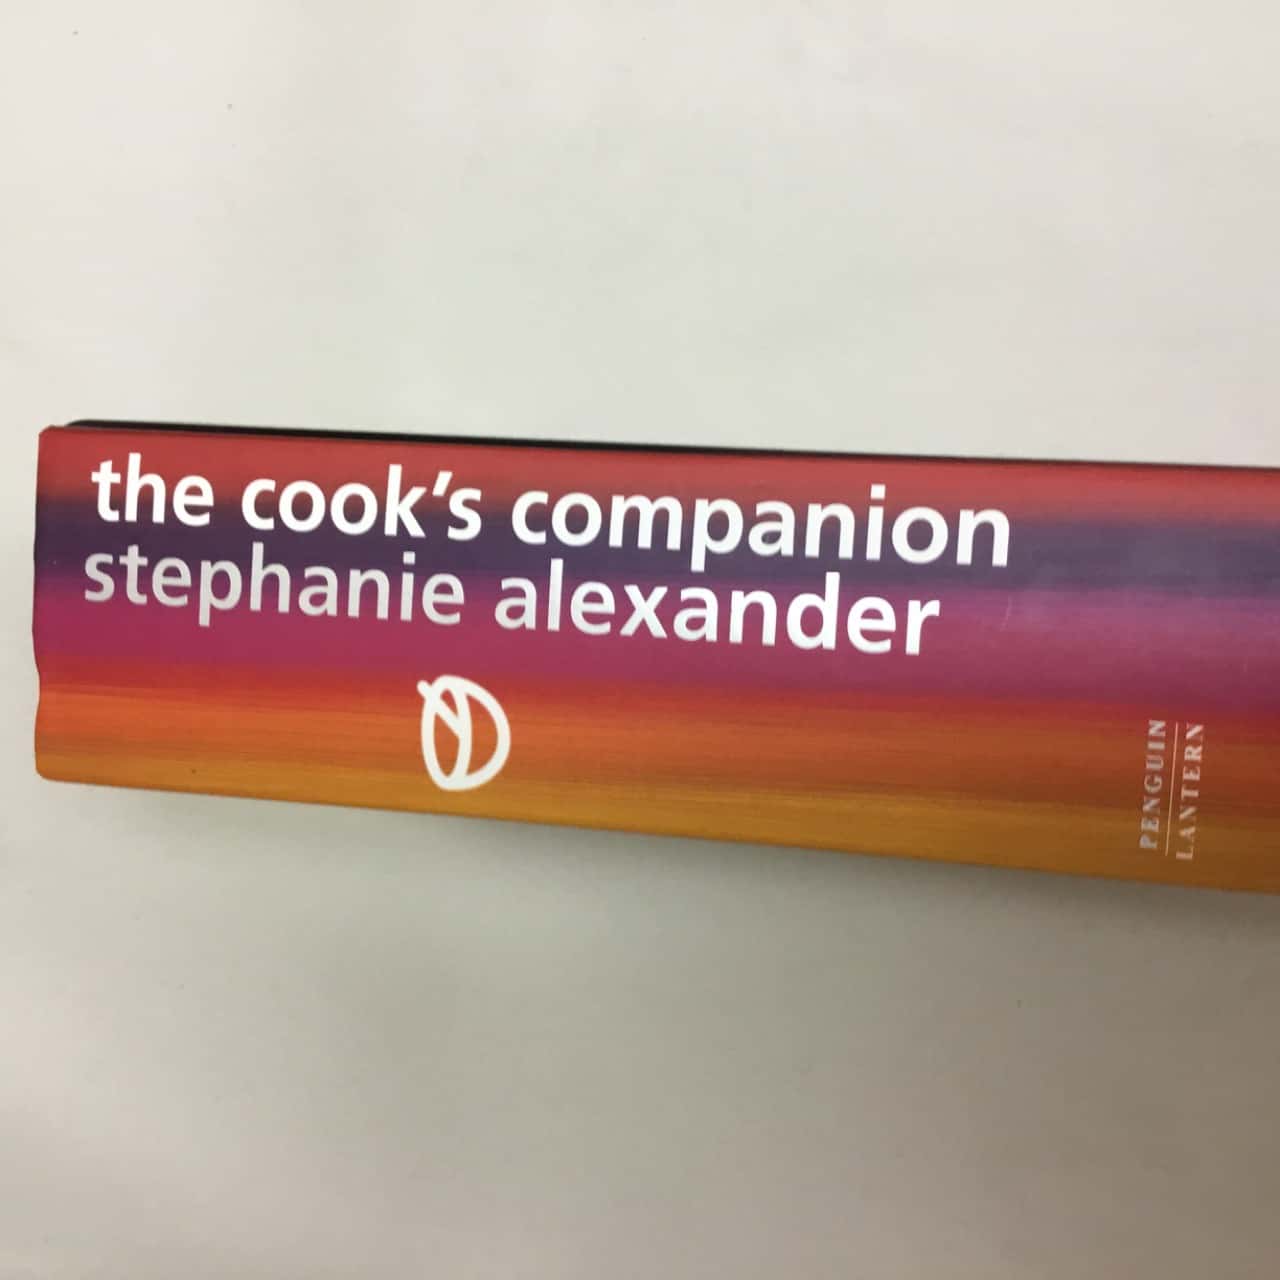 the cook's companion
stephanie alexander
PENGUIN
LANTERN